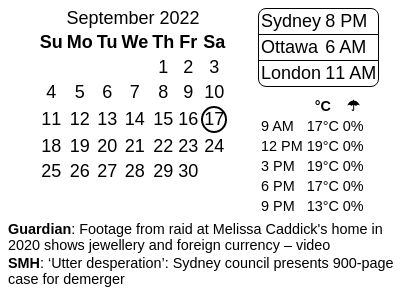 September 2022
Su Mo Tu We Th Fr Sa
1 2 3
4 5 6 7 8 9 10
11 12 13 14 15 16 17
18 19 20 21 22 23 24
25 26 27 28 29 30
Sydney 8 PM
Ottawa 6 AM
London 11 AM
°C ☂
9 AM 17°C 0%
12 PM 19°C 0%
3 PM 19°C 0%
6 PM 17°C 0%
9 PM 13°C 0%
Guardian: Footage from raid at Melissa Caddick’s home in
2020 shows jewellery and foreign currency – video
SMH: ‘Utter desperation’: Sydney council presents 900-page
case for demerger